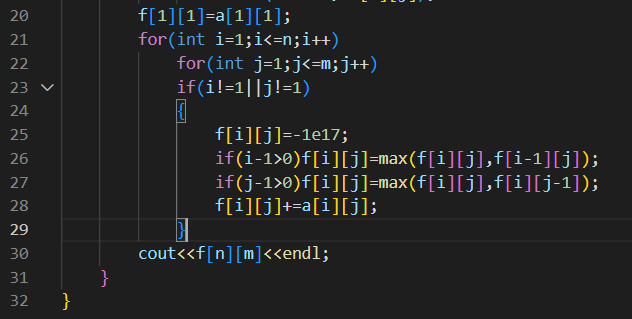 20 f[1][1]=a[1][1];
21 for(int i=1;i<=n;i++)
22 for(int j=1;j<=m;j++)
23 if(i!=1||j!=1)
24 {
25 f[i][j]=-1e17;
26 if(i-1>0)f[i][j]=max(f[i][j],f[i-1][j]);
27 if(j-1>0)f[i][j]=max(f[i][j],f[i][j-1]);
28 f[i][j]+=a[i][j];
29 }
30 cout<<f[n][m]<<endl;
31 }
32 }